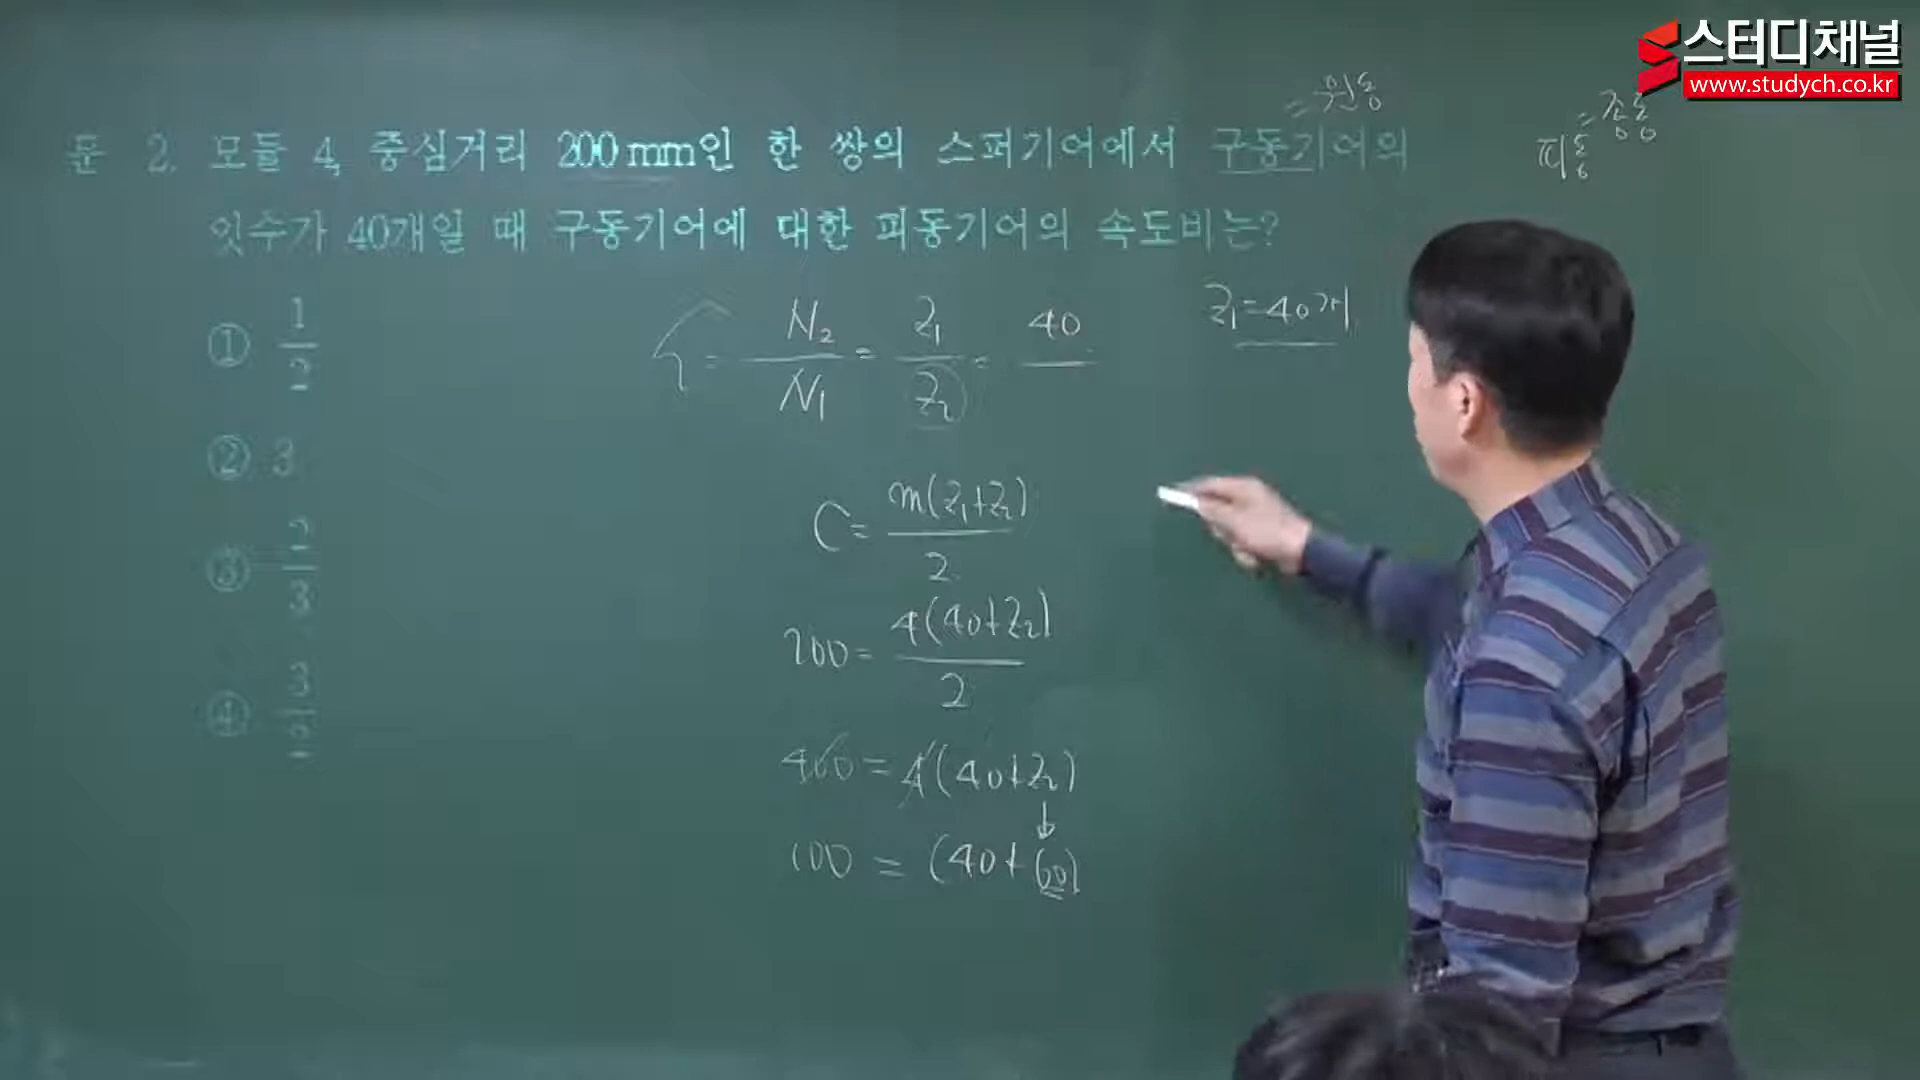 스터디채널
www.studych.co.kr
=원동
=종동
피동
문 2. 모듈 4, 중심거리 200 mm인 한 쌍의 스퍼기어에서 구동기어의
잇수가 40개일 때 구동기어에 대한 피동기어의 속도비는?
① 1/2
② 3
③ 2/3
④ 3/2
i = N₂/N₁ = Z₁/Z₂ = 40
Z₁=40개
C = m(Z₁+Z₂)/2
200 = 4(40+Z₂)/2
400 = 4(40+Z₂)
100 = (40+60)